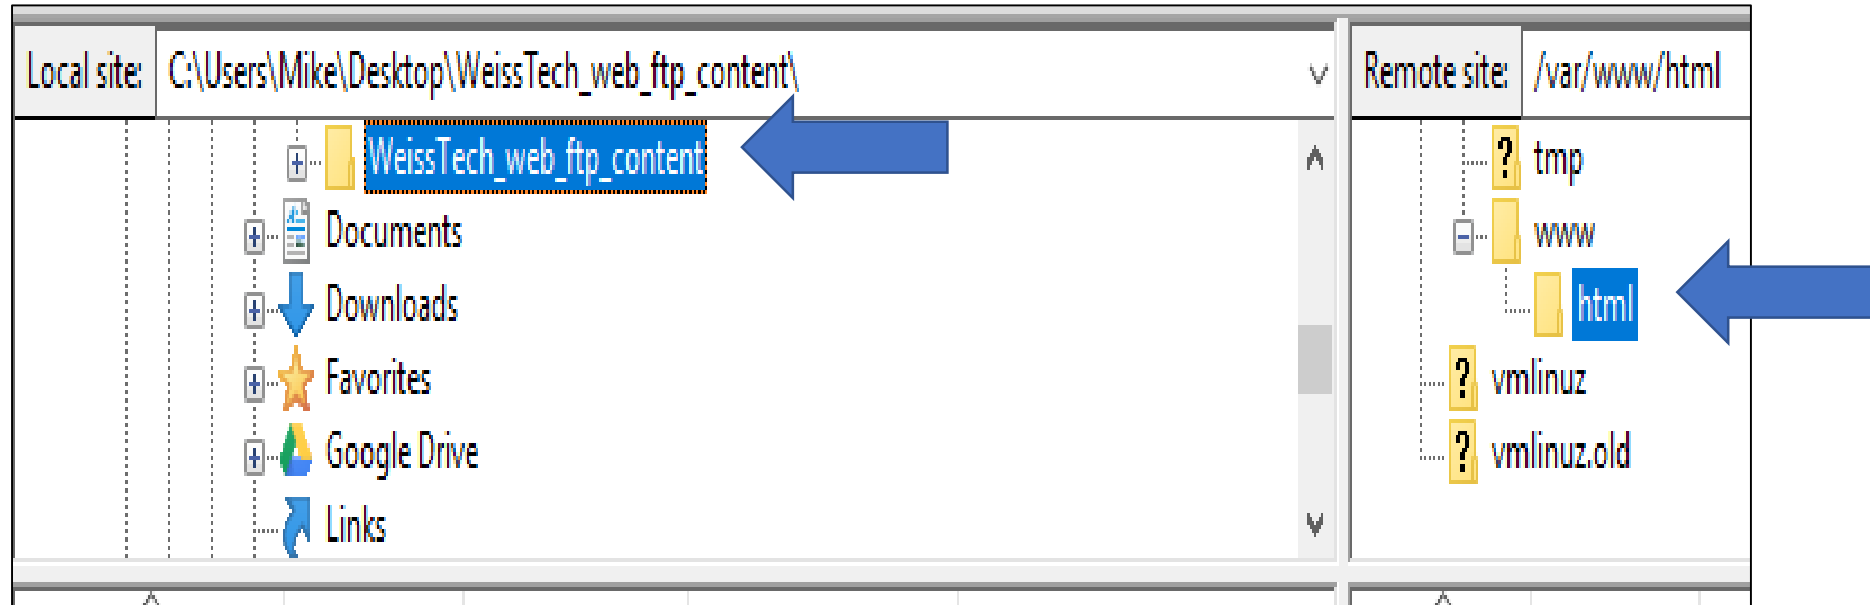 Local site: C:\Users\Mike\Desktop\WeissTech_web_ftp_content\
WeissTech_web_ftp_content
Documents
Downloads
Favorites
Google Drive
Links
Remote site: /var/www/html
? tmp
www
html
? vmlinuz
? vmlinuz.old